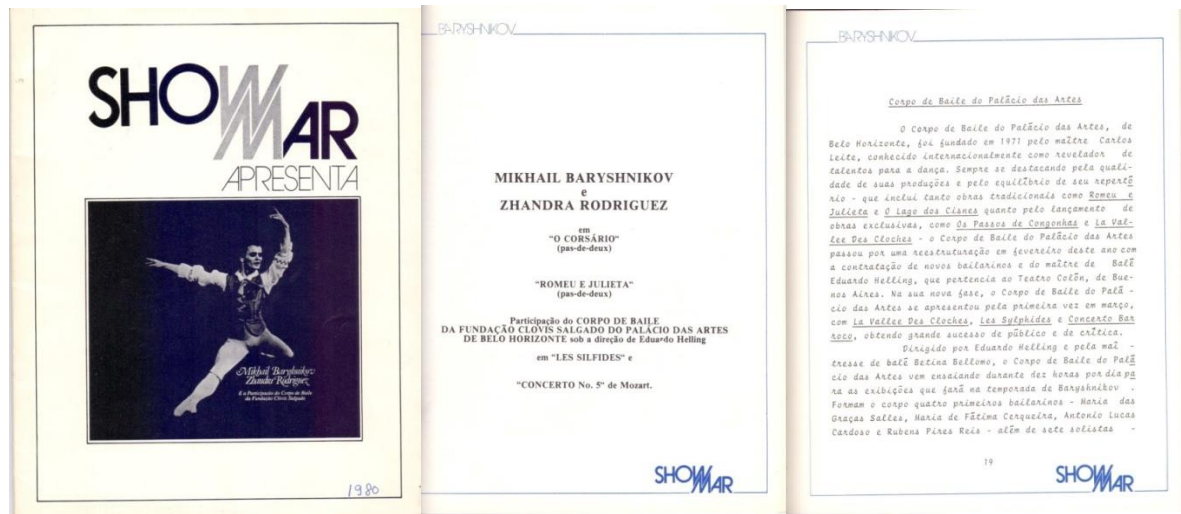 SHOWMAR
APRESENTA
Mikhail Baryshnikov
Zhandra Rodriguez
E a Participação do Corpo de Baile
da Fundação Clóvis Salgado
1980
BARYSHNIKOV
MIKHAIL BARYSHNIKOV
e
ZHANDRA RODRIGUEZ
em
"O CORSÁRIO"
(pas-de-deux)
"ROMEU E JULIETA"
(pas-de-deux)
Participação do CORPO DE BAILE
DA FUNDAÇÃO CLOVIS SALGADO DO PALÁCIO DAS ARTES
DE BELO HORIZONTE sob a direção de Eduardo Helling
em "LES SILFIDES" e
"CONCERTO No. 5" de Mozart.
SHOWMAR
BARYSHNIKOV
Corpo de Baile do Palácio das Artes
O Corpo de Baile do Palácio das Artes, de
Belo Horizonte, foi fundado em 1971 pelo maître Carlos
Leite, conhecido internacionalmente como revelador de
talentos para a dança. Sempre se destacando pela quali-
dade de suas produções e pelo equilíbrio de seu repertó
rio - que inclui tanto obras tradicionais como Romeu e
Julieta e O Lago dos Cisnes quanto pelo lançamento de
obras exclusivas, como Os Passos de Congonhas e La Val-
lee Des Cloches - o Corpo de Baile do Palácio das Artes
passou por uma reestruturação em fevereiro deste ano com
a contratação de novos bailarinos e do maître de Balê
Eduardo Helling, que pertencia ao Teatro Colón, de Bue-
nos Aires. Na sua nova fase, o Corpo de Baile do Palá -
cio das Artes se apresentou pela primeira vez em março,
com La Vallee Des Cloches, Les Sylphides e Concerto Bar
roco, obtendo grande sucesso de público e de crítica.
Dirigido por Eduardo Helling e pela maî -
tresse de balé Betina Bellomo, o Corpo de Baile do Palá
cio das Artes vem ensaiando durante dez horas por dia pa
ra as exibições que fará na temporada de Baryshnikov .
Formam o corpo quatro primeiros bailarinos - Maria das
Graças Salles, Maria de Fátima Cerqueira, Antonio Lucas
Cardoso e Rubens Pires Reis - além de sete solistas -
19
SHOWMAR